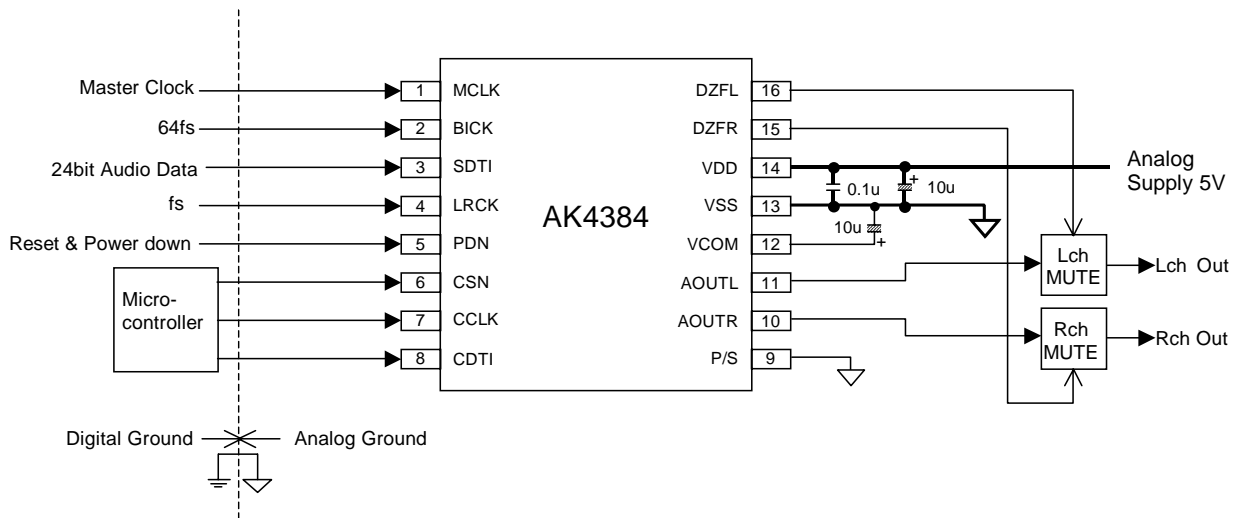 Master Clock
1
MCLK
DZFL
16
64fs
2
BICK
DZFR
15
24bit Audio Data
3
SDTI
VDD
14
Analog
Supply 5V
0.1u
+
10u
fs
4
LRCK
VSS
13
AK4384
10u
+
Reset & Power down
5
PDN
VCOM
12
Micro-
controller
6
CSN
AOUTL
11
Lch
MUTE
Lch Out
7
CCLK
AOUTR
10
Rch
MUTE
Rch Out
8
CDTI
P/S
9
Digital Ground
Analog Ground